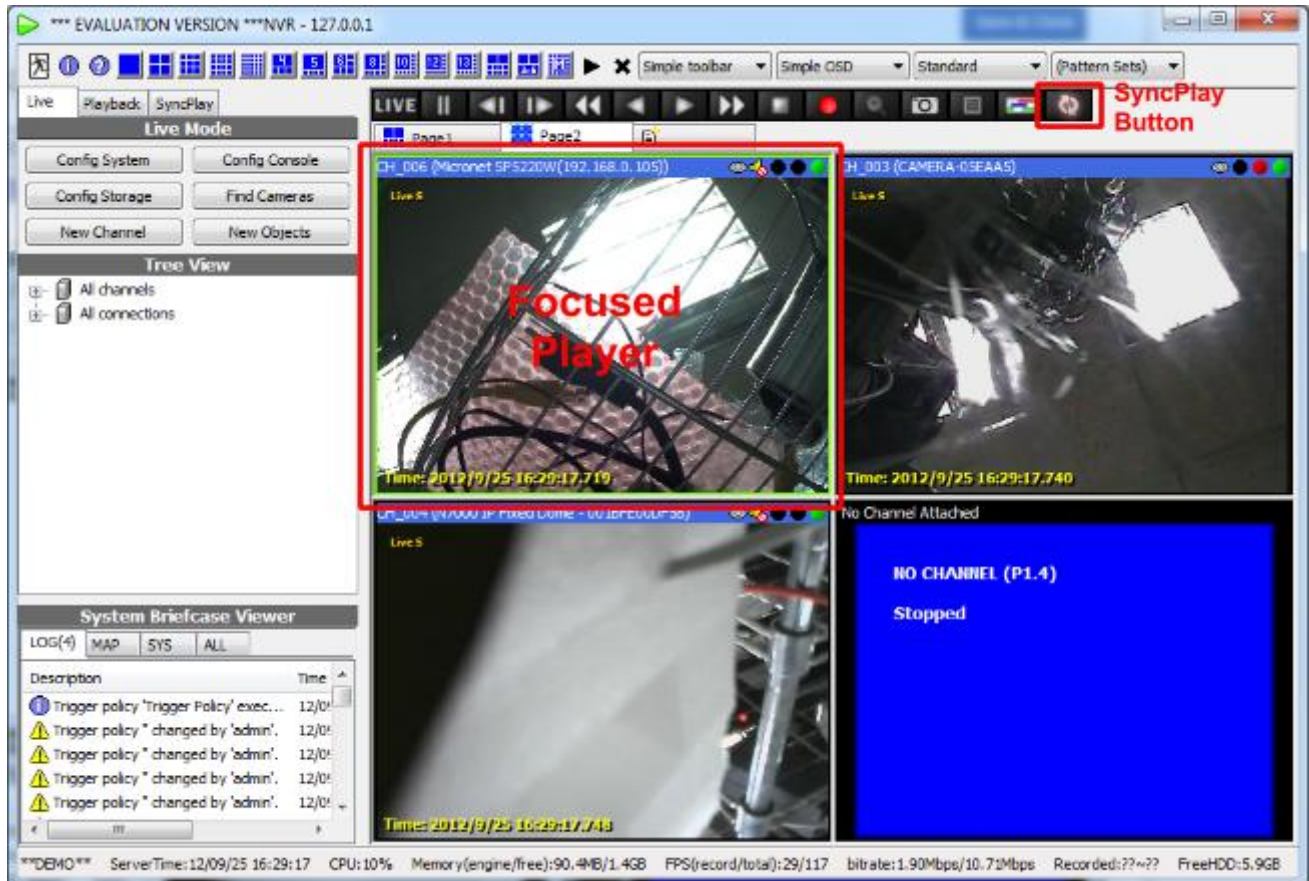 *** EVALUATION VERSION ***NVR - 127.0.0.1
Simple toolbar
Simple OSD
Standard
(Pattern Sets)
Live
Playback
SyncPlay
LIVE
SyncPlay
Button
Live Mode
Page1
Page2
Config System
Config Console
CH_006 (Micronet SP5220W(192.168.0.105))
CH_003 (CAMERA-05EAA5)
Config Storage
Find Cameras
Live S
Live S
New Channel
New Objects
Tree View
All channels
All connections
Focused
Player
Time: 2012/9/25 16:29:17.719
Time: 2012/9/25 16:29:17.740
CH_004 (N7000 IP Fixed Dome -
No Channel Attached
Live S
NO CHANNEL (P1.4)
Stopped
System Briefcase Viewer
LOG(4)
MAP
SYS
ALL
Description
Time
Trigger policy 'Trigger Policy' exec... 12/0
Trigger policy '' changed by 'admin'. 12/0
Trigger policy '' changed by 'admin'. 12/0
Trigger policy '' changed by 'admin'. 12/0
Trigger policy '' changed by 'admin'. 12/0
Time: 2012/9/25 16:29:17.748
**DEMO** ServerTime:12/09/25 16:29:17 CPU:10% Memory(engine/free):90.4MB/1.4GB FPS(record/total):29/117 bitrate:1.90Mbps/10.71Mbps Recorded:??~?? FreeHDD:5.9GB